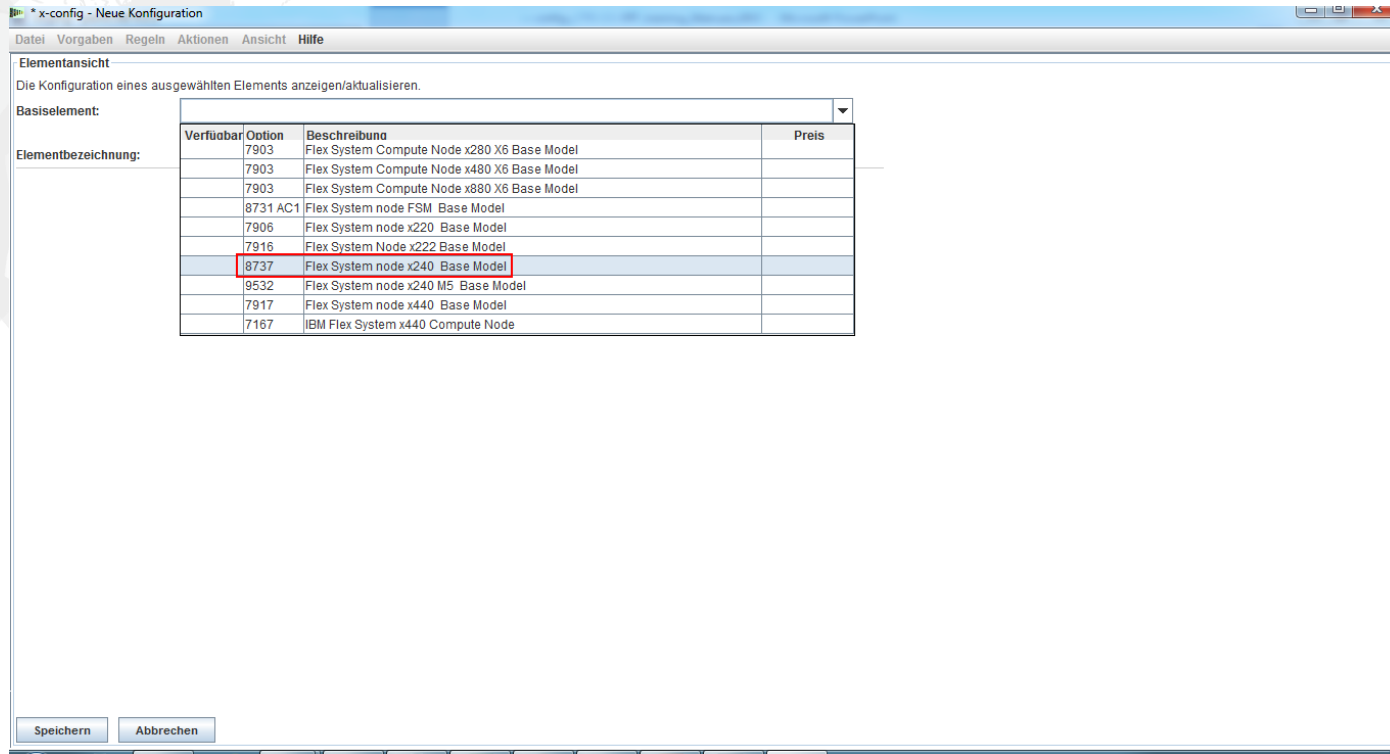 * x-config - Neue Konfiguration
Datei Vorgaben Regeln Aktionen Ansicht Hilfe
Elementansicht
Die Konfiguration eines ausgewählten Elements anzeigen/aktualisieren.
Basiselement:
Verfügbar Option Beschreibung Preis
7903 Flex System Compute Node x280 X6 Base Model
Elementbezeichnung:
7903 Flex System Compute Node x480 X6 Base Model
7903 Flex System Compute Node x880 X6 Base Model
8731 AC1 Flex System node FSM Base Model
7906 Flex System node x220 Base Model
7916 Flex System Node x222 Base Model
8737 Flex System node x240 Base Model
9532 Flex System node x240 M5 Base Model
7917 Flex System node x440 Base Model
7167 IBM Flex System x440 Compute Node
Speichern Abbrechen